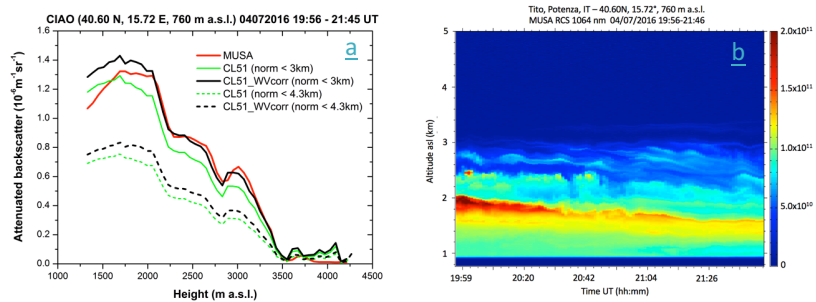 CIAO (40.60 N, 15.72 E, 760 m a.s.l.) 04072016 19:56 - 21:45 UT
a
MUSA
CL51 (norm < 3km)
CL51_WVcorr (norm < 3km)
CL51 (norm < 4.3km)
CL51_WVcorr (norm < 4.3km)
Attenuated backscatter (10⁻⁶m⁻¹sr⁻¹)
1.6
1.4
1.2
1.0
0.8
0.6
0.4
0.2
0.0
1000 1500 2000 2500 3000 3500 4000 4500
Height (m a.s.l.)
Tito, Potenza, IT – 40.60N, 15.72°, 760 m a.s.l.
MUSA RCS 1064 nm 04/07/2016 19:56-21:46
b
Altitude asl (km)
5
4
3
2
1
19:59 20:20 20:42 21:04 21:26
Time UT (hh:mm)
2.0x10¹¹
1.5x10¹¹
1.0x10¹¹
5.0x10¹⁰
0